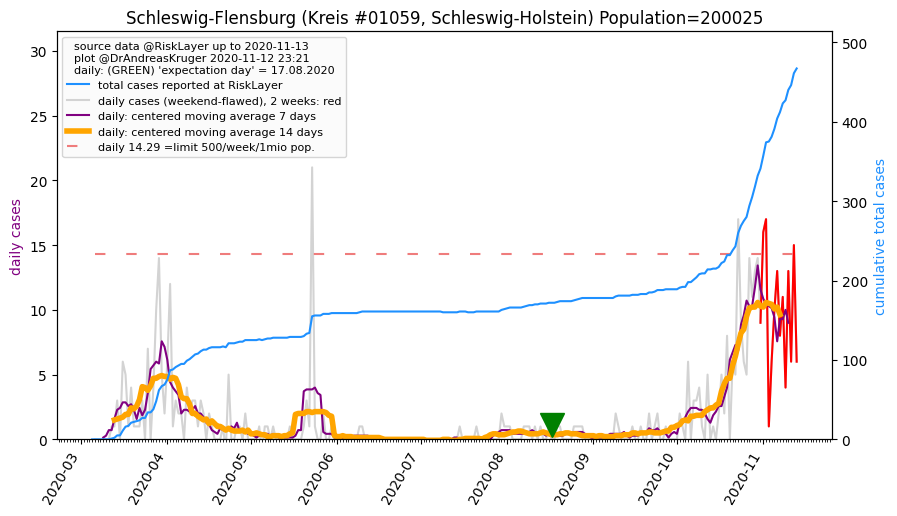 Schleswig-Flensburg (Kreis #01059, Schleswig-Holstein) Population=200025
source data @RiskLayer up to 2020-11-13
plot @DrAndreasKruger 2020-11-12 23:21
daily: (GREEN) 'expectation day' = 17.08.2020
total cases reported at RiskLayer
daily cases (weekend-flawed), 2 weeks: red
daily: centered moving average 7 days
daily: centered moving average 14 days
daily 14.29 =limit 500/week/1mio pop.
daily cases
30
25
20
15
10
5
0
500
400
300
200
100
0
cumulative total cases
2020-03
2020-04
2020-05
2020-06
2020-07
2020-08
2020-09
2020-10
2020-11